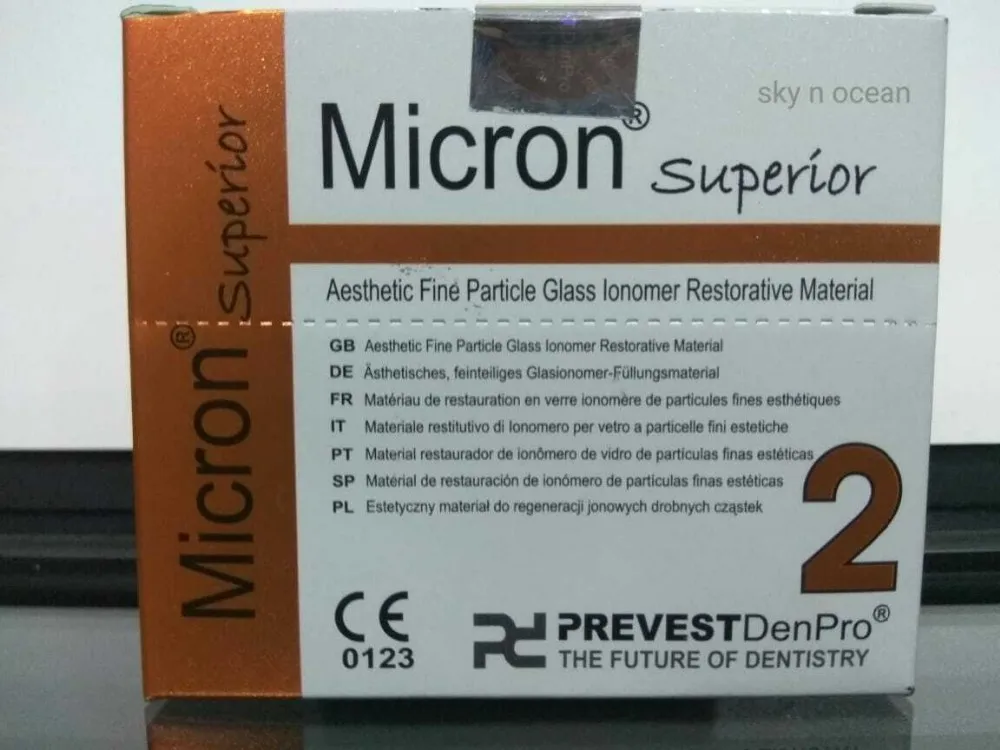 sky n ocean
Micron® Superior
Micron® Superior
Aesthetic Fine Particle Glass Ionomer Restorative Material
GB Aesthetic Fine Particle Glass Ionomer Restorative Material
DE Ästhetisches, feinteiliges Glasionomer-Füllungsmaterial
FR Matériau de restauration en verre ionomère de particules fines esthétiques
IT Materiale restitutivo di Ionomero per vetro a particelle fini estetiche
PT Material restaurador de ionômero de vidro de partículas finas estéticas
SP Material de restauración de ionómero de partículas finas estéticas
PL Estetyczny materiał do regeneracji jonowych drobnych cząstek
2
CE
0123
PREVESTDenPro®
THE FUTURE OF DENTISTRY